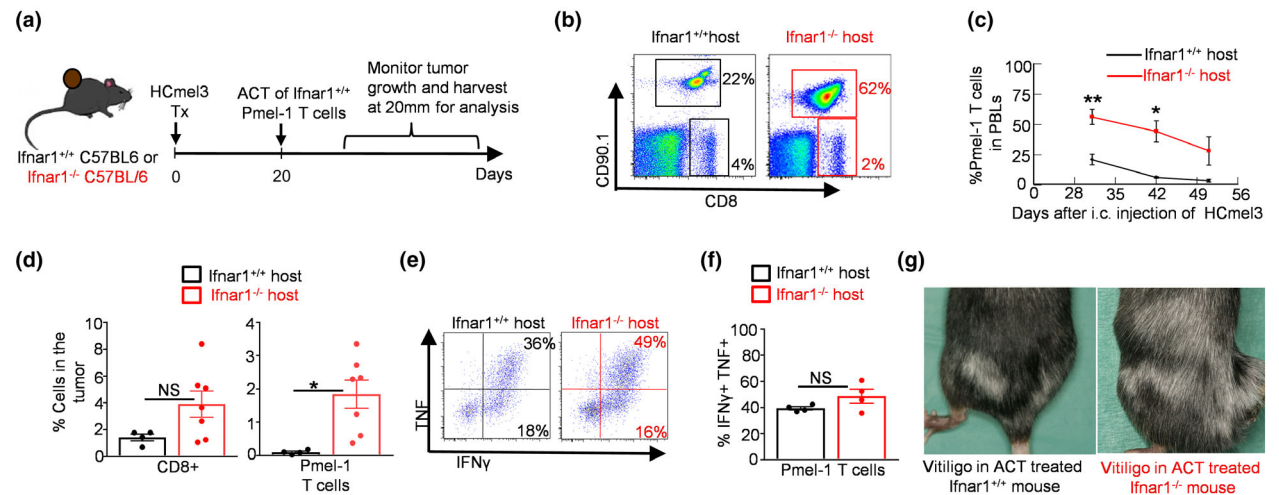 (a)
HCmel3
Tx
ACT of Ifnar1+/+
Pmel-1 T cells
Monitor tumor
growth and harvest
at 20mm for analysis
Ifnar1+/+ C57BL6 or
Ifnar1-/- C57BL/6
0
20
Days
(b)
Ifnar1+/+host
Ifnar1-/- host
22%
62%
4%
2%
CD90.1
CD8
(c)
Ifnar1+/+ host
Ifnar1-/- host
%Pmel-1 T cells
in PBLs
100
75
50
25
0
**
*
0
28
35
42
49
56
Days after i.c. injection of HCmel3
(d)
Ifnar1+/+ host
Ifnar1-/- host
% Cells in the
tumor
10
8
6
4
2
0
NS
CD8+
4
3
2
1
0
*
Pmel-1
T cells
(e)
Ifnar1+/+ host
Ifnar1-/- host
36%
49%
18%
16%
TNF
IFNγ
(f)
Ifnar1+/+ host
Ifnar1-/- host
% IFNγ+ TNF+
100
80
60
40
20
0
NS
Pmel-1 T cells
(g)
Vitiligo in ACT treated
Ifnar1+/+ mouse
Vitiligo in ACT treated
Ifnar1-/- mouse